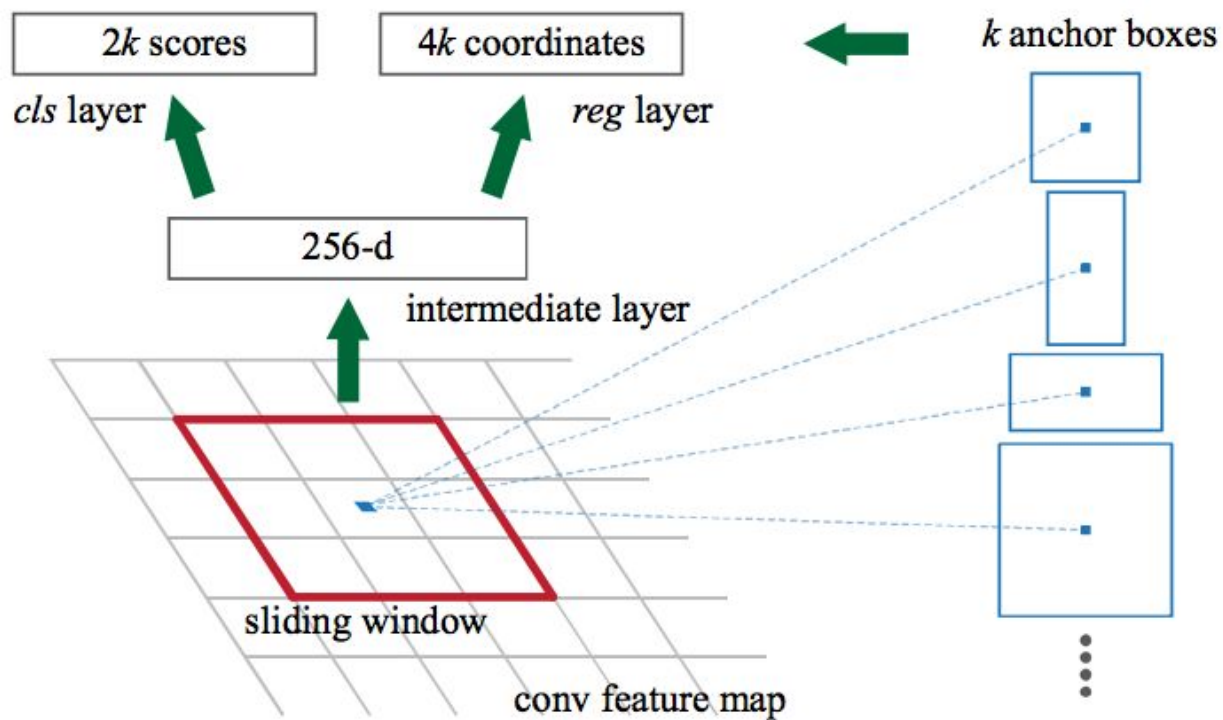 2k scores
4k coordinates
k anchor boxes
cls layer
reg layer
256-d
intermediate layer
sliding window
conv feature map